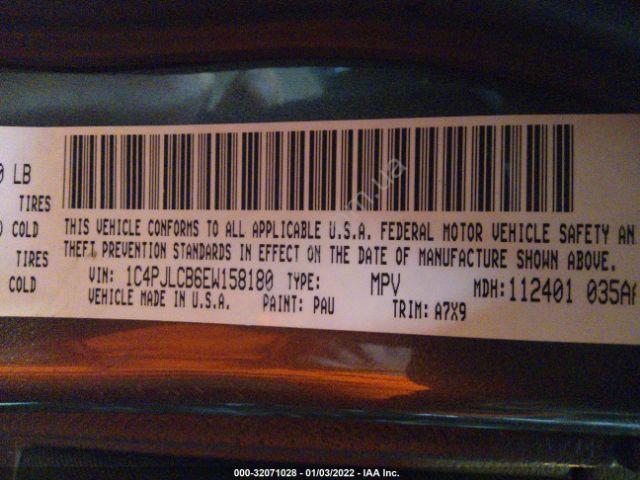 0 LB
TIRES
COLD
TIRES
COLD
THIS VEHICLE CONFORMS TO ALL APPLICABLE U.S.A. FEDERAL MOTOR VEHICLE SAFETY AN
THEFT PREVENTION STANDARDS IN EFFECT ON THE DATE OF MANUFACTURE SHOWN ABOVE.
VIN: 1C4PJLCB6EW158180 TYPE: MPV MDH: 112401 035A
VEHICLE MADE IN U.S.A. PAINT: PAU TRIM: A7X9
000-32071028 - 01/03/2022 - IAA Inc.